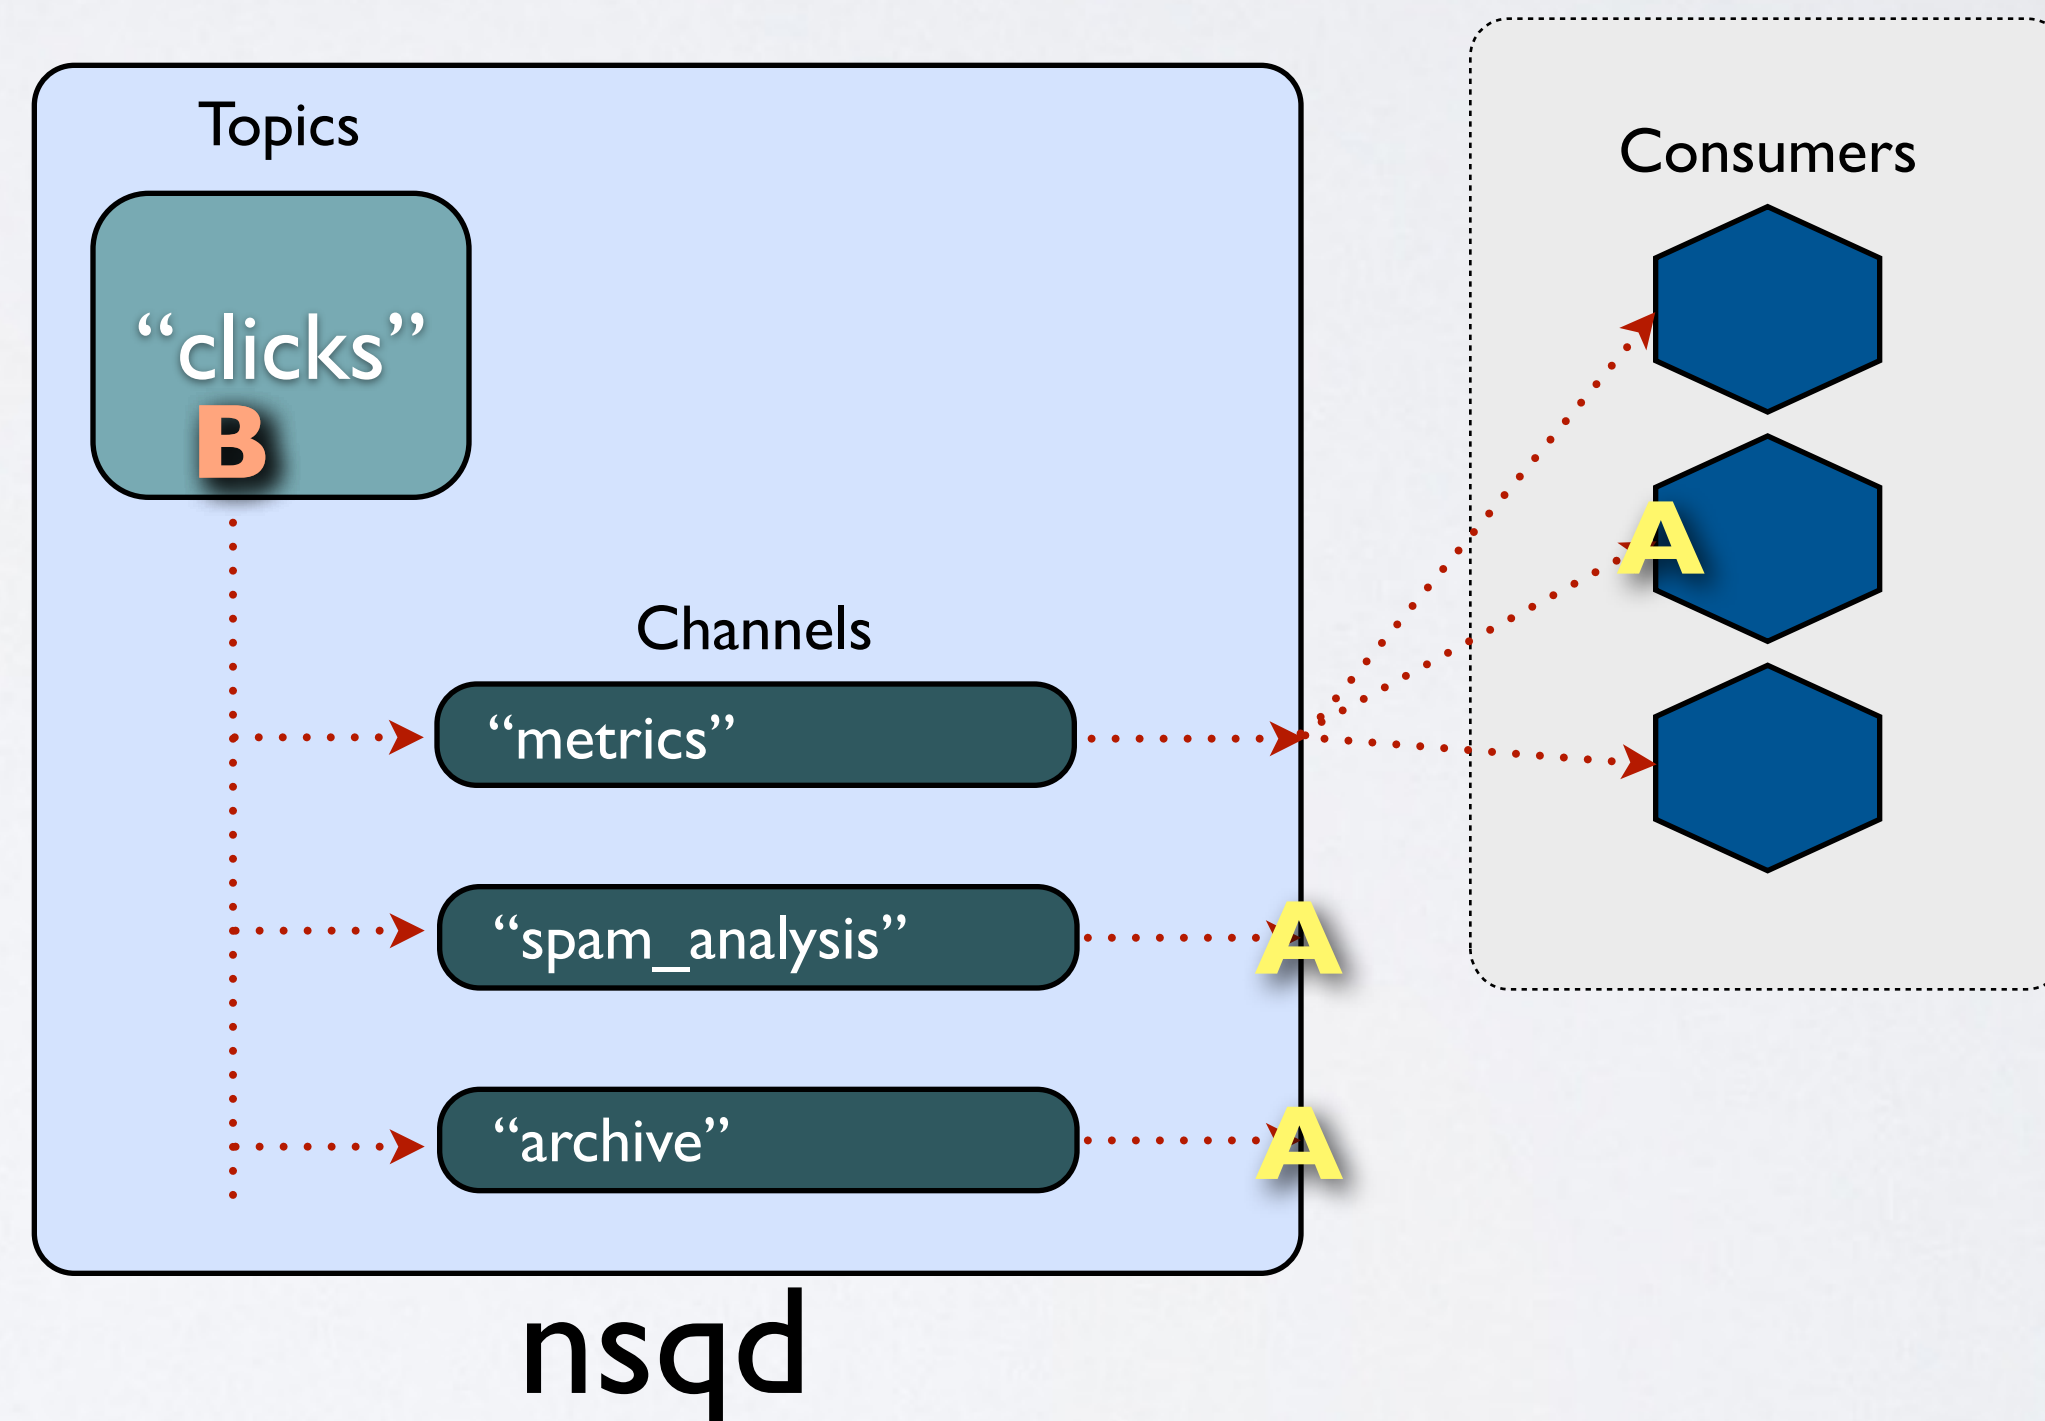 Topics
Consumers
“clicks”
B
A
Channels
“metrics”
“spam_analysis”
A
“archive”
A
nsqd